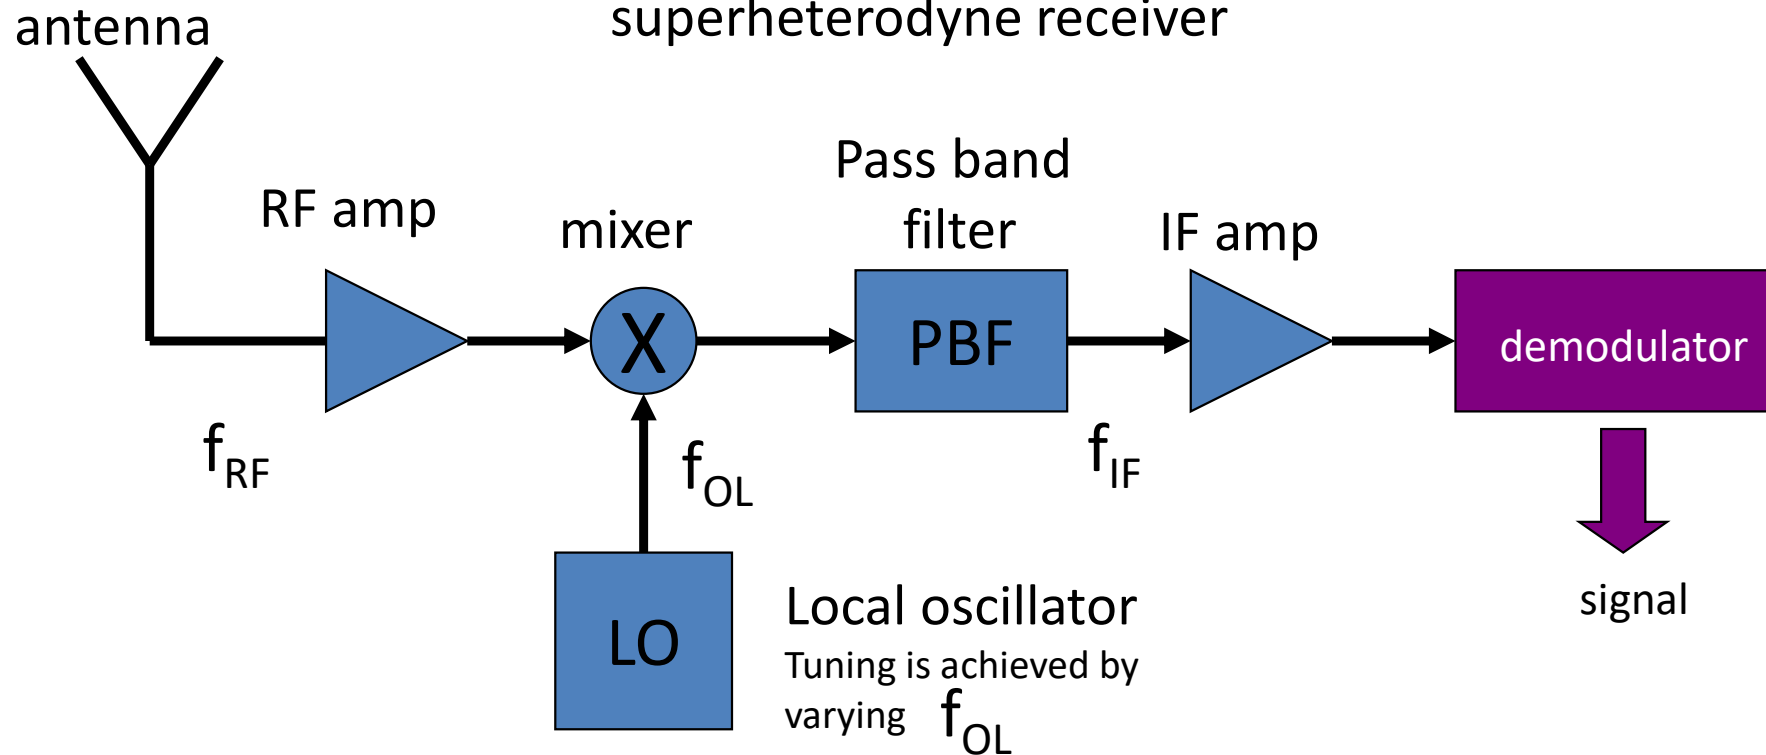 superheterodyne receiver
antenna
RF amp
mixer
Pass band
filter
IF amp
X
PBF
demodulator
fRF
fOL
fIF
LO
Local oscillator
Tuning is achieved by
varying fOL
signal